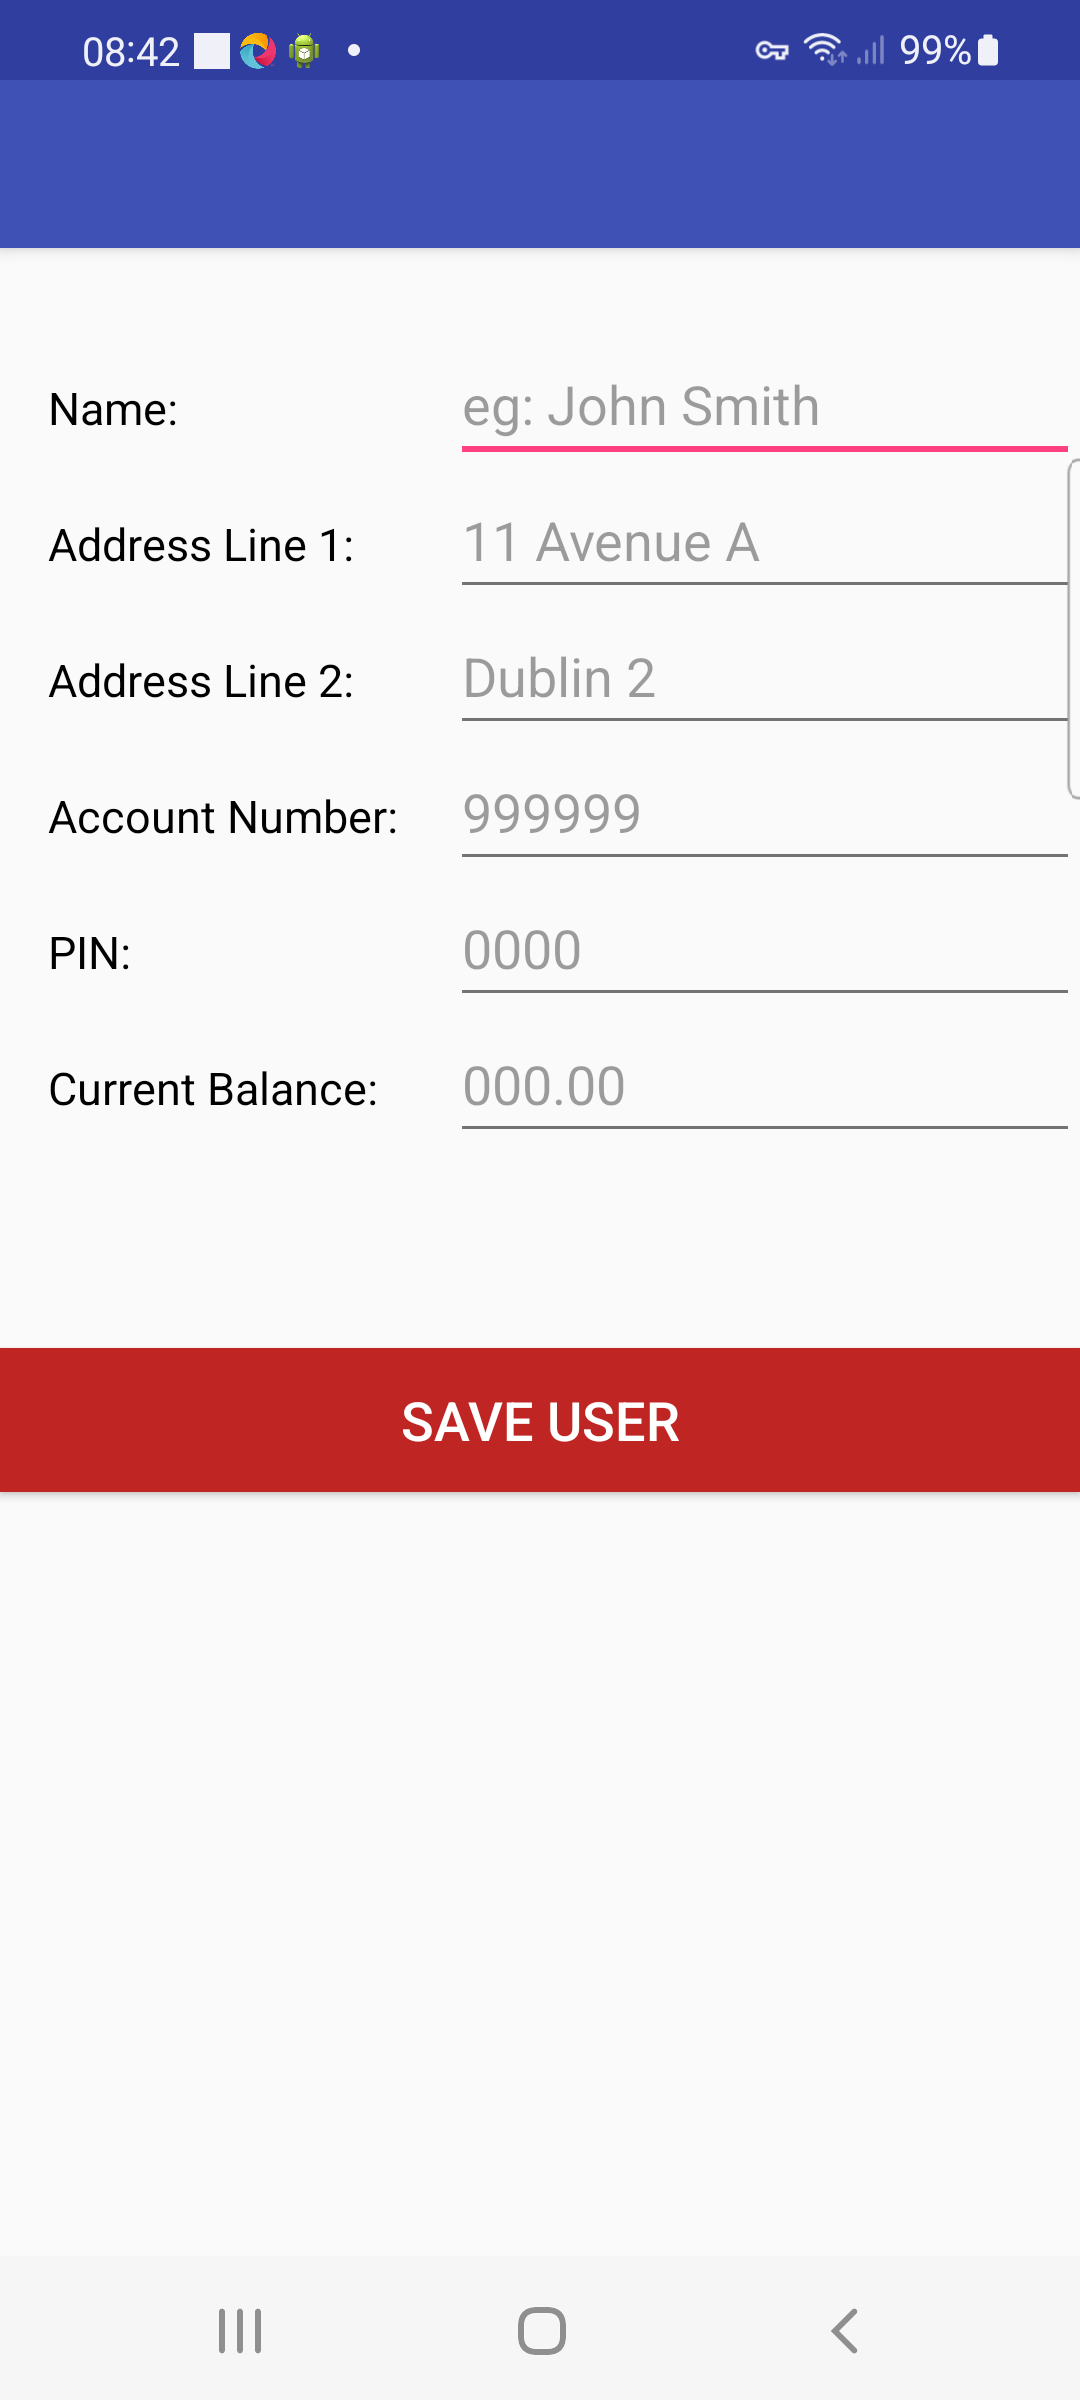 08:42 99%
Name: eg: John Smith
Address Line 1: 11 Avenue A
Address Line 2: Dublin 2
Account Number: 999999
PIN: 0000
Current Balance: 000.00
SAVE USER